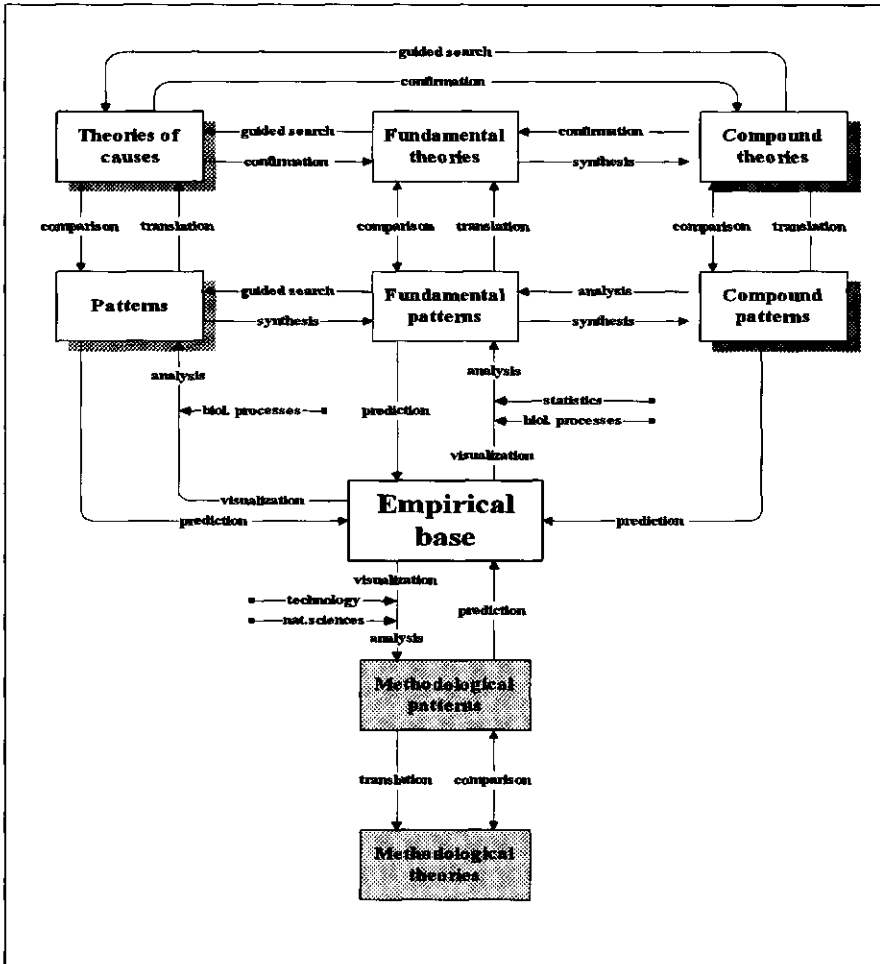 guided search
confirmation
Theories of
causes
guided search
confirmation
Fundamental
theories
confirmation
synthesis
Compound
theories
comparison
translation
comparison
translation
comparison
translation
Patterns
guided search
synthesis
Fundamental
patterns
analysis
synthesis
Compound
patterns
analysis
analysis
statistics
biol. processes
prediction
biol. processes
visualization
visualization
Empirical
base
prediction
prediction
visualization
technology
prediction
nat.sciences
analysis
Methodological
patterns
translation
comparison
Methodological
theories